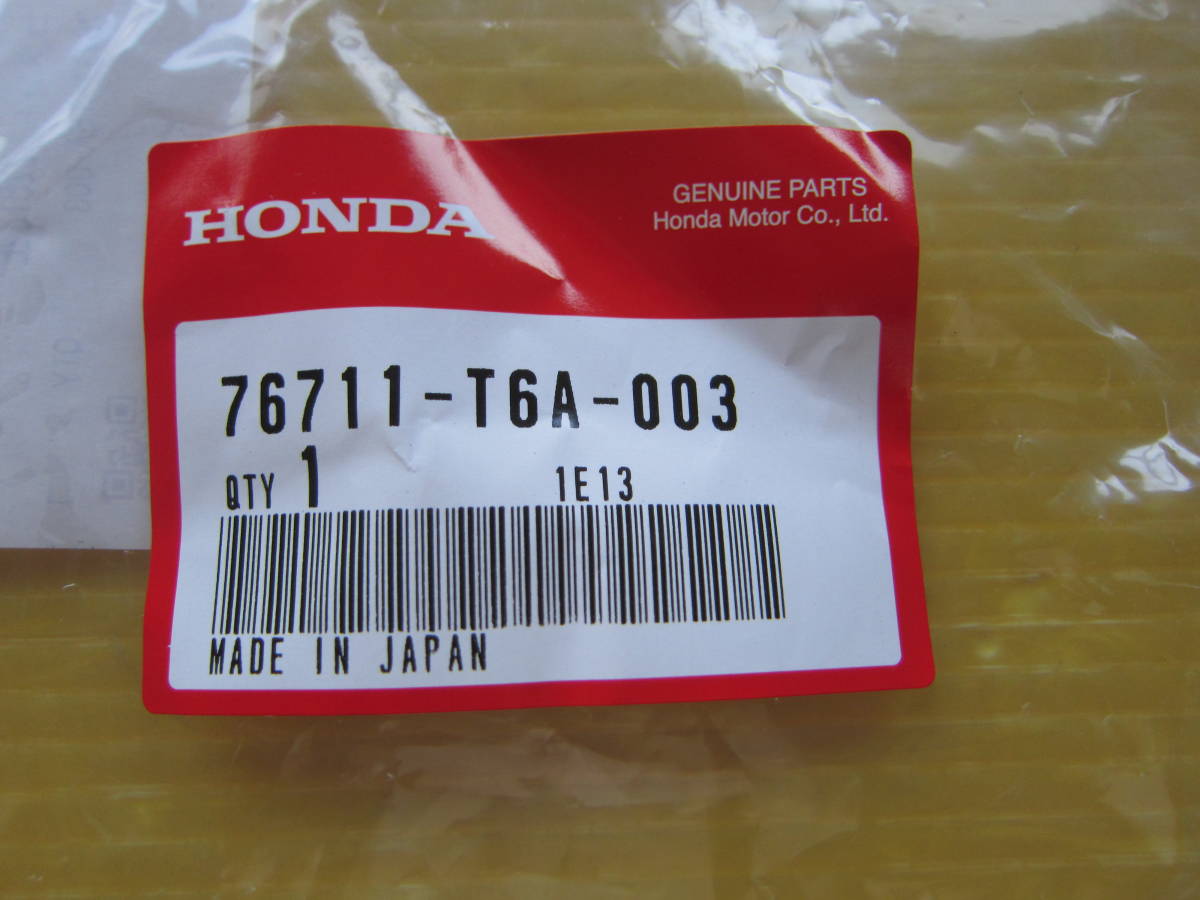 HONDA
GENUINE PARTS
Honda Motor Co., Ltd.
76711-T6A-003
QTY 1 1E13
MADE IN JAPAN